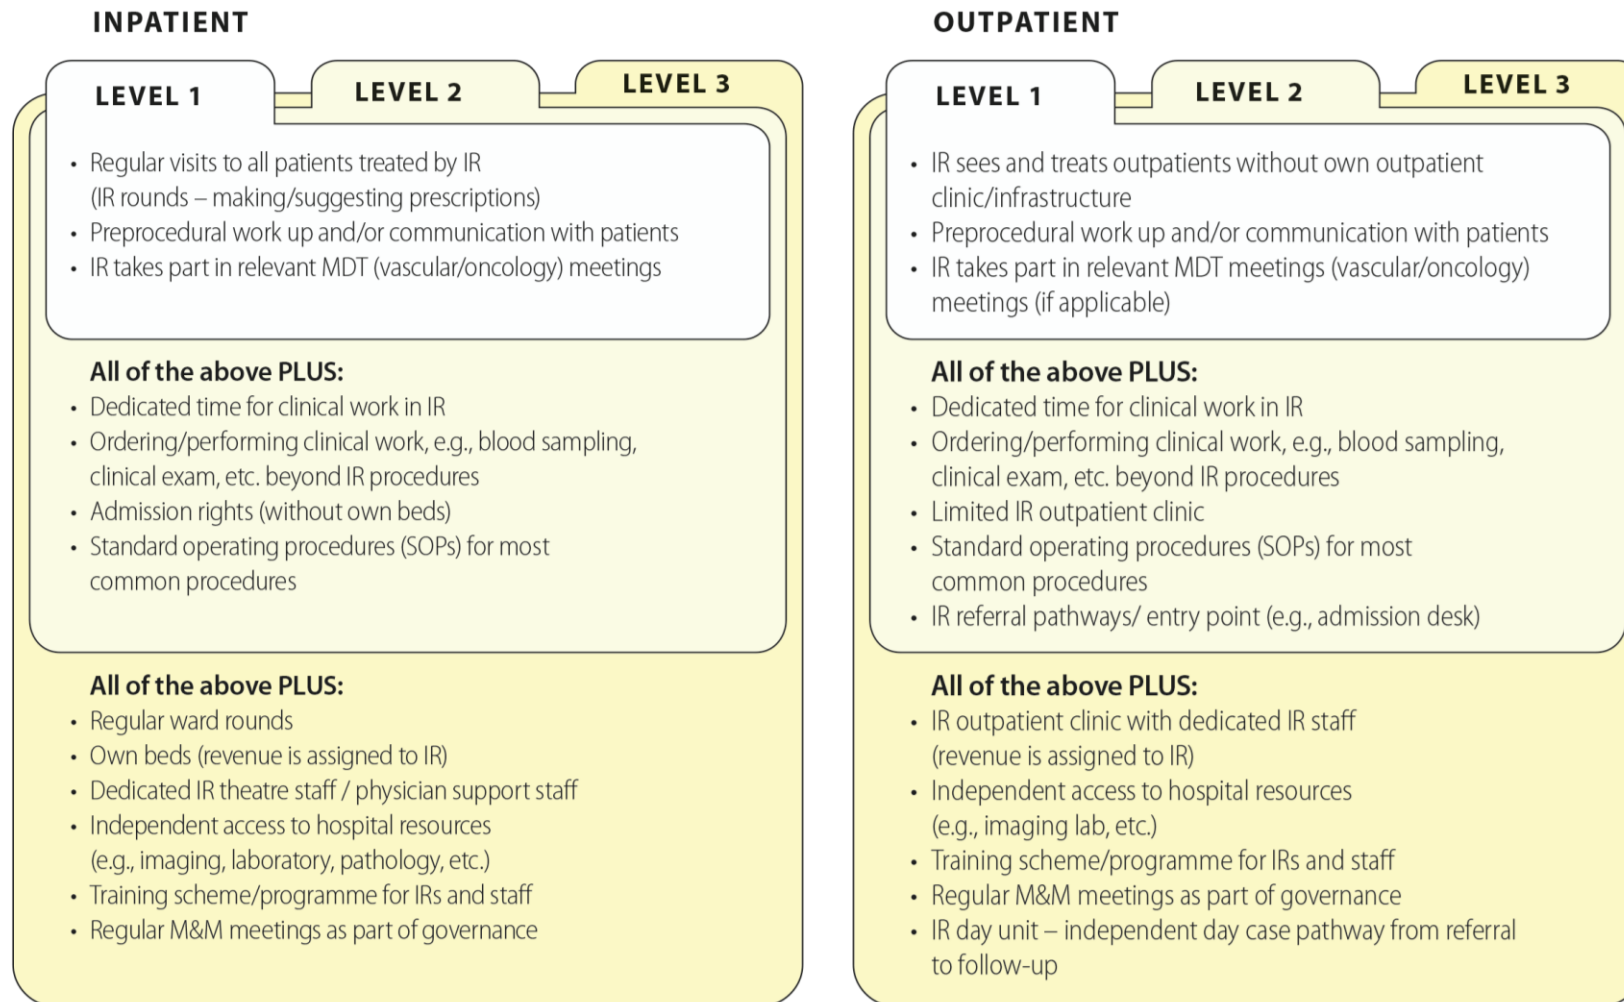 INPATIENT
LEVEL 1
LEVEL 2
LEVEL 3
• Regular visits to all patients treated by IR
(IR rounds – making/suggesting prescriptions)
• Preprocedural work up and/or communication with patients
• IR takes part in relevant MDT (vascular/oncology) meetings
All of the above PLUS:
• Dedicated time for clinical work in IR
• Ordering/performing clinical work, e.g., blood sampling,
clinical exam, etc. beyond IR procedures
• Admission rights (without own beds)
• Standard operating procedures (SOPs) for most
common procedures
All of the above PLUS:
• Regular ward rounds
• Own beds (revenue is assigned to IR)
• Dedicated IR theatre staff / physician support staff
• Independent access to hospital resources
(e.g., imaging, laboratory, pathology, etc.)
• Training scheme/programme for IRs and staff
• Regular M&M meetings as part of governance
OUTPATIENT
LEVEL 1
LEVEL 2
LEVEL 3
• IR sees and treats outpatients without own outpatient
clinic/infrastructure
• Preprocedural work up and/or communication with patients
• IR takes part in relevant MDT meetings (vascular/oncology)
meetings (if applicable)
All of the above PLUS:
• Dedicated time for clinical work in IR
• Ordering/performing clinical work, e.g., blood sampling,
clinical exam, etc. beyond IR procedures
• Limited IR outpatient clinic
• Standard operating procedures (SOPs) for most
common procedures
• IR referral pathways/ entry point (e.g., admission desk)
All of the above PLUS:
• IR outpatient clinic with dedicated IR staff
(revenue is assigned to IR)
• Independent access to hospital resources
(e.g., imaging lab, etc.)
• Training scheme/programme for IRs and staff
• Regular M&M meetings as part of governance
• IR day unit – independent day case pathway from referral
to follow-up